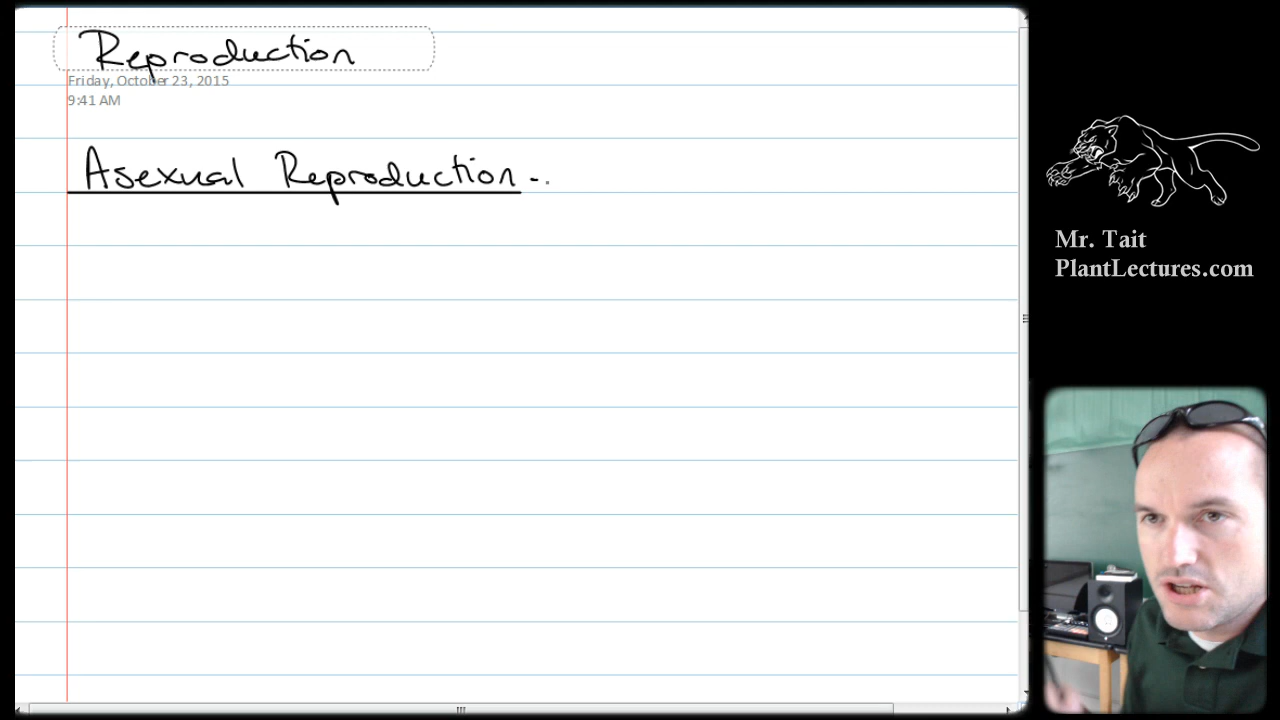 Reproduction
Friday, October 23, 2015
9:41 AM
Asexual Reproduction -.
Mr. Tait
PlantLectures.com